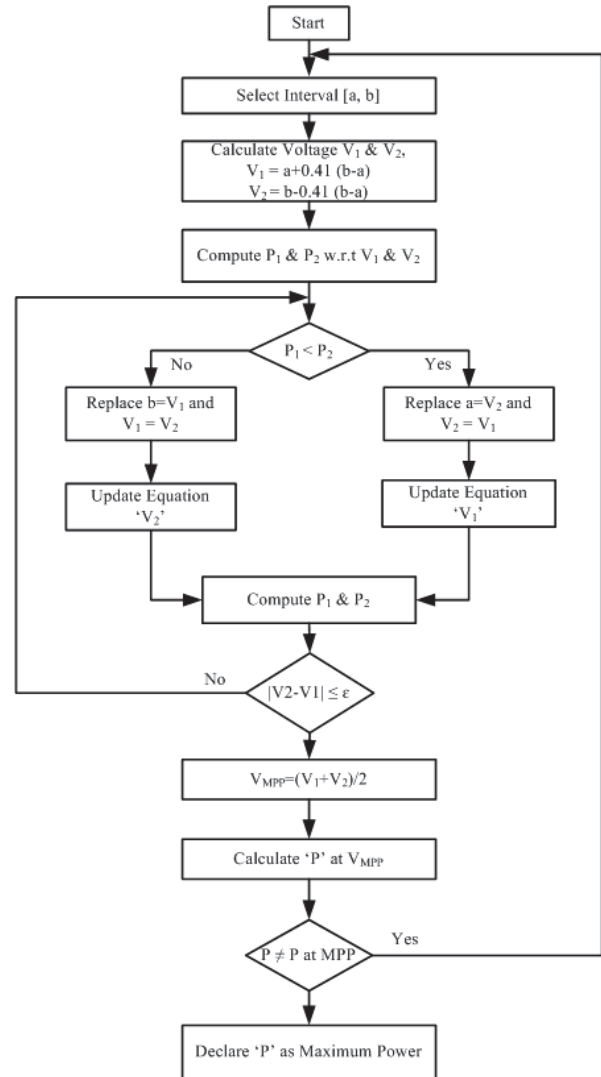 Start
Select Interval [a, b]
Calculate Voltage V₁ & V₂,
V₁ = a+0.41 (b-a)
V₂ = b-0.41 (b-a)
Compute P₁ & P₂ w.r.t V₁ & V₂
P₁ < P₂
No
Yes
Replace b=V₁ and
V₁ = V₂
Replace a=V₂ and
V₂ = V₁
Update Equation
‘V₂’
Update Equation
‘V₁’
Compute P₁ & P₂
No
|V2-V1| ≤ ε
V_MPP=(V₁+V₂)/2
Calculate ‘P’ at V_MPP
P ≠ P at MPP
Yes
Declare ‘P’ as Maximum Power